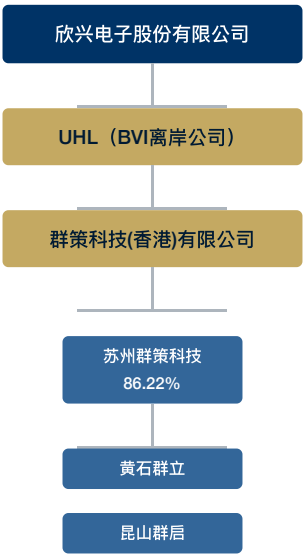 欣兴电子股份有限公司
UHL（BVI离岸公司）
群策科技(香港)有限公司
苏州群策科技
86.22%
黄石群立
昆山群启